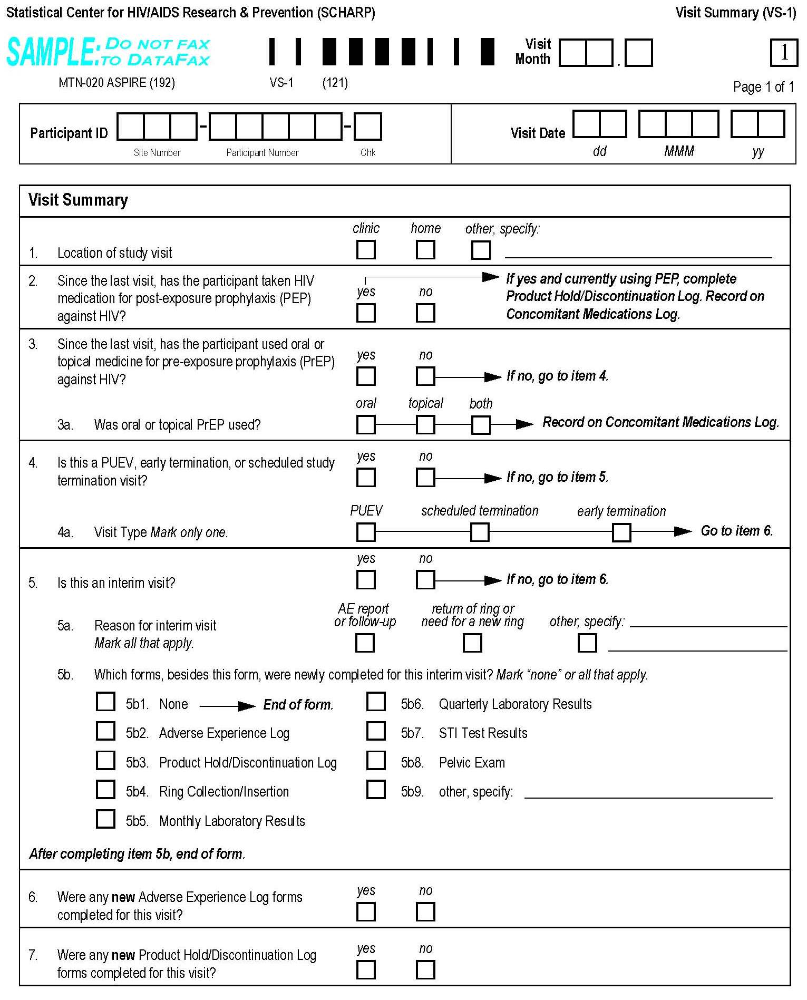 Statistical Center for HIV/AIDS Research & Prevention (SCHARP) Visit Summary (VS-1)
SAMPLE: DO NOT FAX TO DATAFAX
Visit Month . 1
MTN-020 ASPIRE (192) VS-1 (121)
Page 1 of 1
Participant ID - - Visit Date
Site Number Participant Number Chk dd MMM yy
Visit Summary
clinic home other, specify:
1. Location of study visit
2. Since the last visit, has the participant taken HIV
medication for post-exposure prophylaxis (PEP)
against HIV?
yes no
If yes and currently using PEP, complete
Product Hold/Discontinuation Log. Record on
Concomitant Medications Log.
3. Since the last visit, has the participant used oral or
topical medicine for pre-exposure prophylaxis (PrEP)
against HIV?
yes no
If no, go to item 4.
oral topical both
3a. Was oral or topical PrEP used? Record on Concomitant Medications Log.
4. Is this a PUEV, early termination, or scheduled study
termination visit?
yes no
If no, go to item 5.
PUEV scheduled termination early termination
4a. Visit Type Mark only one. Go to item 6.
yes no
5. Is this an interim visit? If no, go to item 6.
5a. Reason for interim visit
Mark all that apply.
AE report
or follow-up
return of ring or
need for a new ring
other, specify:
5b. Which forms, besides this form, were newly completed for this interim visit? Mark “none” or all that apply.
5b1. None End of form. 5b6. Quarterly Laboratory Results
5b2. Adverse Experience Log 5b7. STI Test Results
5b3. Product Hold/Discontinuation Log 5b8. Pelvic Exam
5b4. Ring Collection/Insertion 5b9. other, specify:
5b5. Monthly Laboratory Results
After completing item 5b, end of form.
6. Were any new Adverse Experience Log forms
completed for this visit?
yes no
7. Were any new Product Hold/Discontinuation Log
forms completed for this visit?
yes no